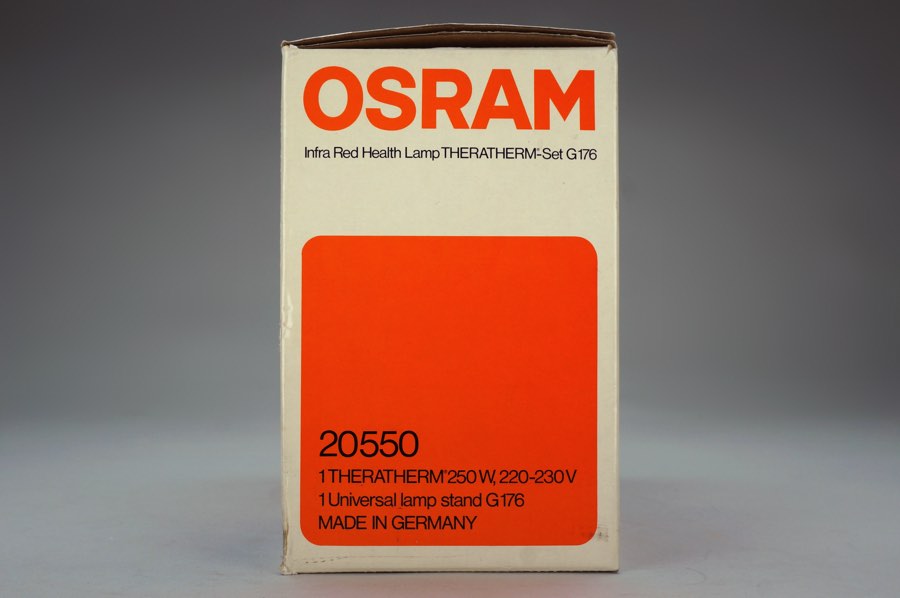 OSRAM
Infra Red Health Lamp THERATHERM®-Set G176
20550
1 THERATHERM® 250 W, 220-230 V
1 Universal lamp stand G176
MADE IN GERMANY